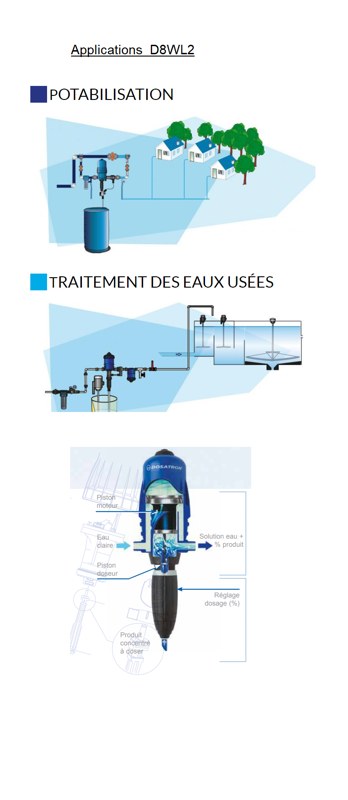 Applications D8WL2
POTABILISATION
TRAITEMENT DES EAUX USÉES
DOSATRON
Piston
moteur
Eau
claire
Solution eau +
% produit
Piston
doseur
Réglage
dosage (%)
Produit
concentré
à doser